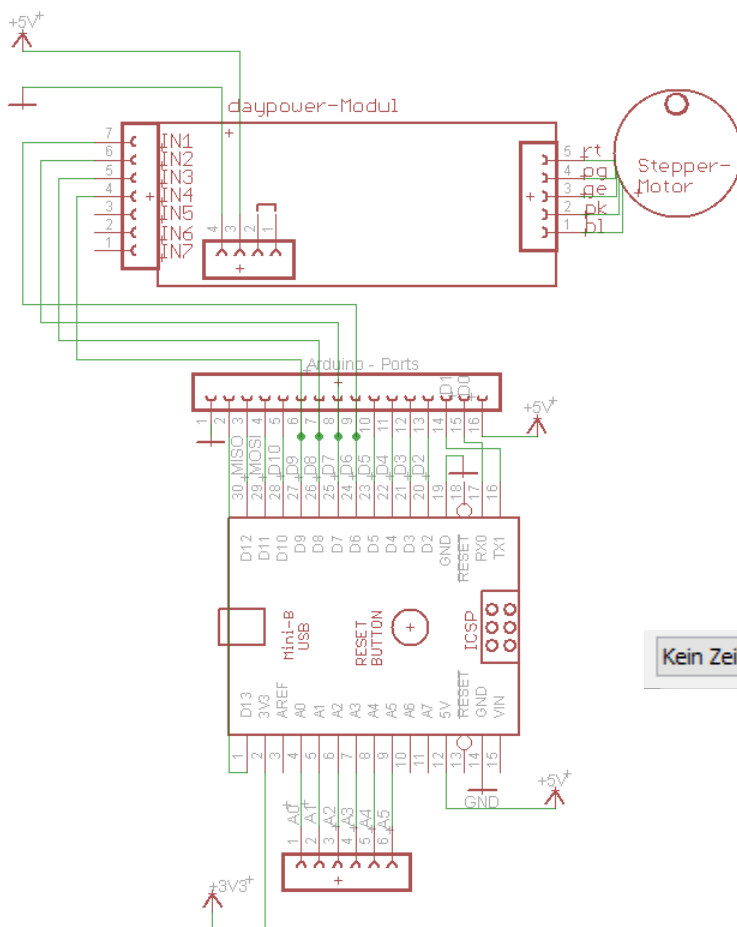 +5V
daypower-Modul
7 IN1
6 IN2
5 IN3
4 IN4
3 IN5
2 IN6
1 IN7
4 3 2 1
5 rt
4 og
3 ge
2 pk
1 bl
Stepper-
Motor
Arduino - Ports
D1 D0
1 2 3 4 5 6 7 8 9 10 11 12 13 14 15 16
+5V
MISO MOSI D10 D9 D8 D7 D6 D5 D4 D3 D2
30 29 28 27 26 25 24 23 22 21 20 19 18 17 16
D12 D11 D10 D9 D8 D7 D6 D5 D4 D3 D2 GND RESET RX0 TX1
Mini-B
USB
RESET
BUTTON
ICSP
Kein Zei
D13 3V3 AREF A0 A1 A2 A3 A4 A5 A6 A7 5V RESET GND VIN
1 2 3 4 5 6 7 8 9 10 11 12 13 14 15
+5V
GND
A0 A1 A2 A3 A4 A5
1 2 3 4 5 6
+3V3